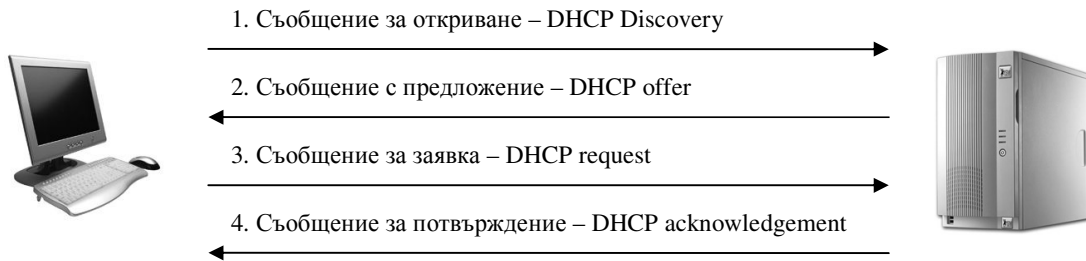 1. Съобщение за откриване – DHCP Discovery
2. Съобщение с предложение – DHCP offer
3. Съобщение за заявка – DHCP request
4. Съобщение за потвърждение – DHCP acknowledgement